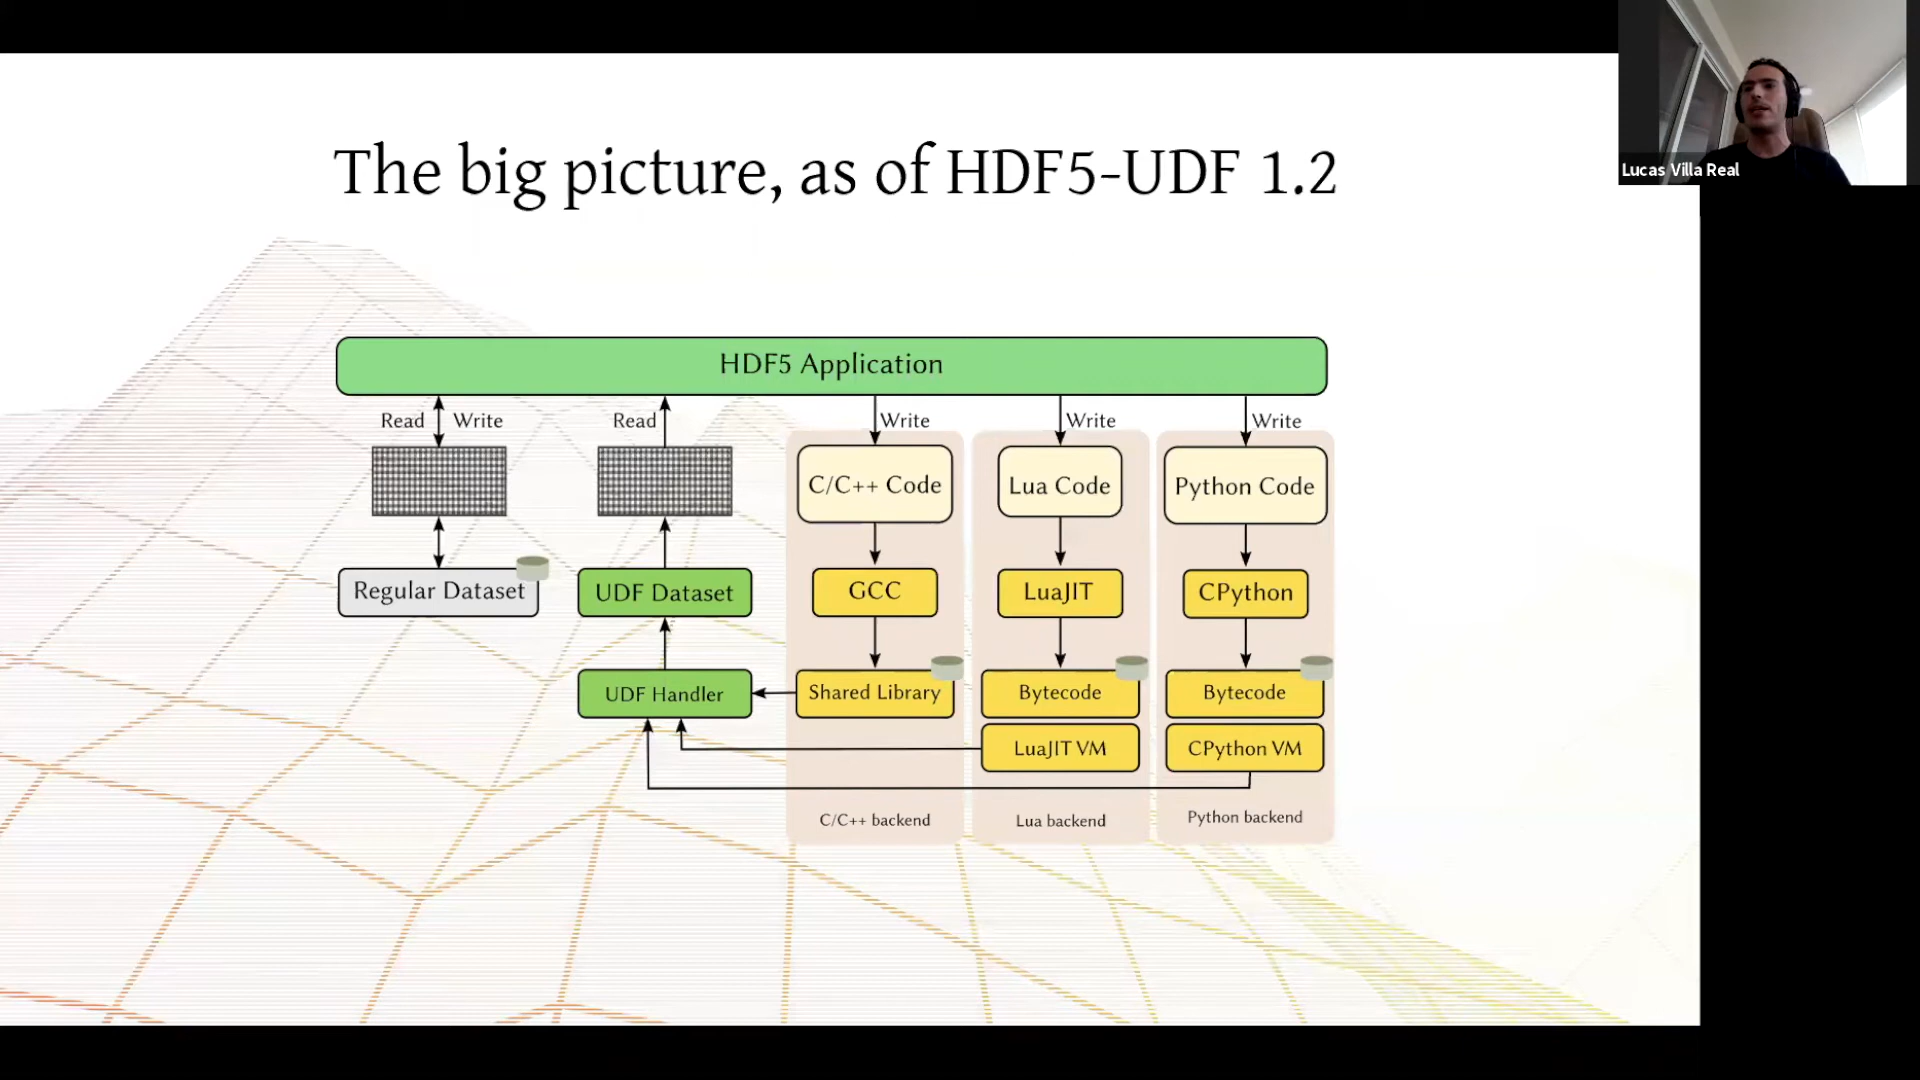 Lucas Villa Real
The big picture, as of HDF5-UDF 1.2
HDF5 Application
Read Write
Read
Write
Write
Write
C/C++ Code
Lua Code
Python Code
Regular Dataset
UDF Dataset
GCC
LuaJIT
CPython
UDF Handler
Shared Library
Bytecode
Bytecode
LuaJIT VM
CPython VM
C/C++ backend
Lua backend
Python backend